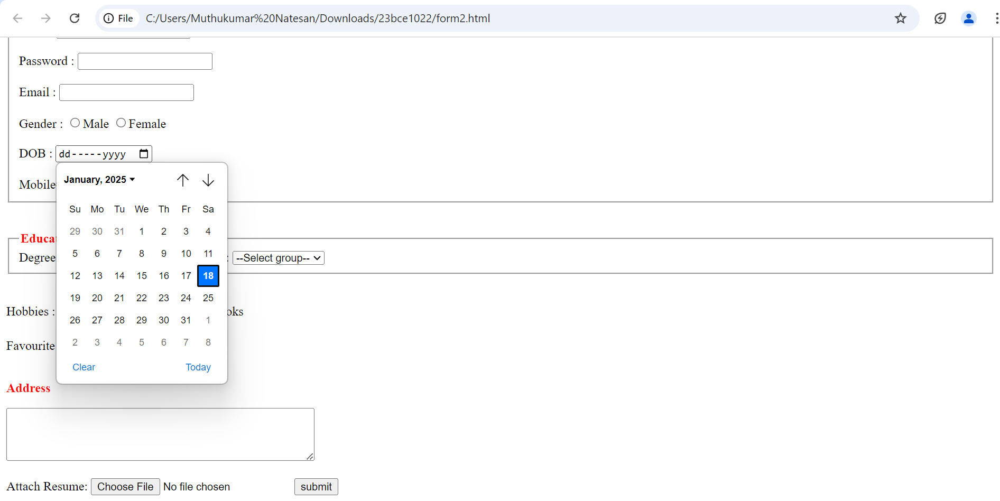 File C:/Users/Muthukumar%20Natesan/Downloads/23bce1022/form2.html
Password :
Email :
Gender : Male Female
DOB : dd-----yyyy
January, 2025
Mobile
Su Mo Tu We Th Fr Sa
29 30 31 1 2 3 4
5 6 7 8 9 10 11
12 13 14 15 16 17 18
19 20 21 22 23 24 25
26 27 28 29 30 31 1
2 3 4 5 6 7 8
Clear Today
Educa
Degree : --Select group--
Hobbies : oks
Favourite
Address
Attach Resume: Choose File No file chosen submit